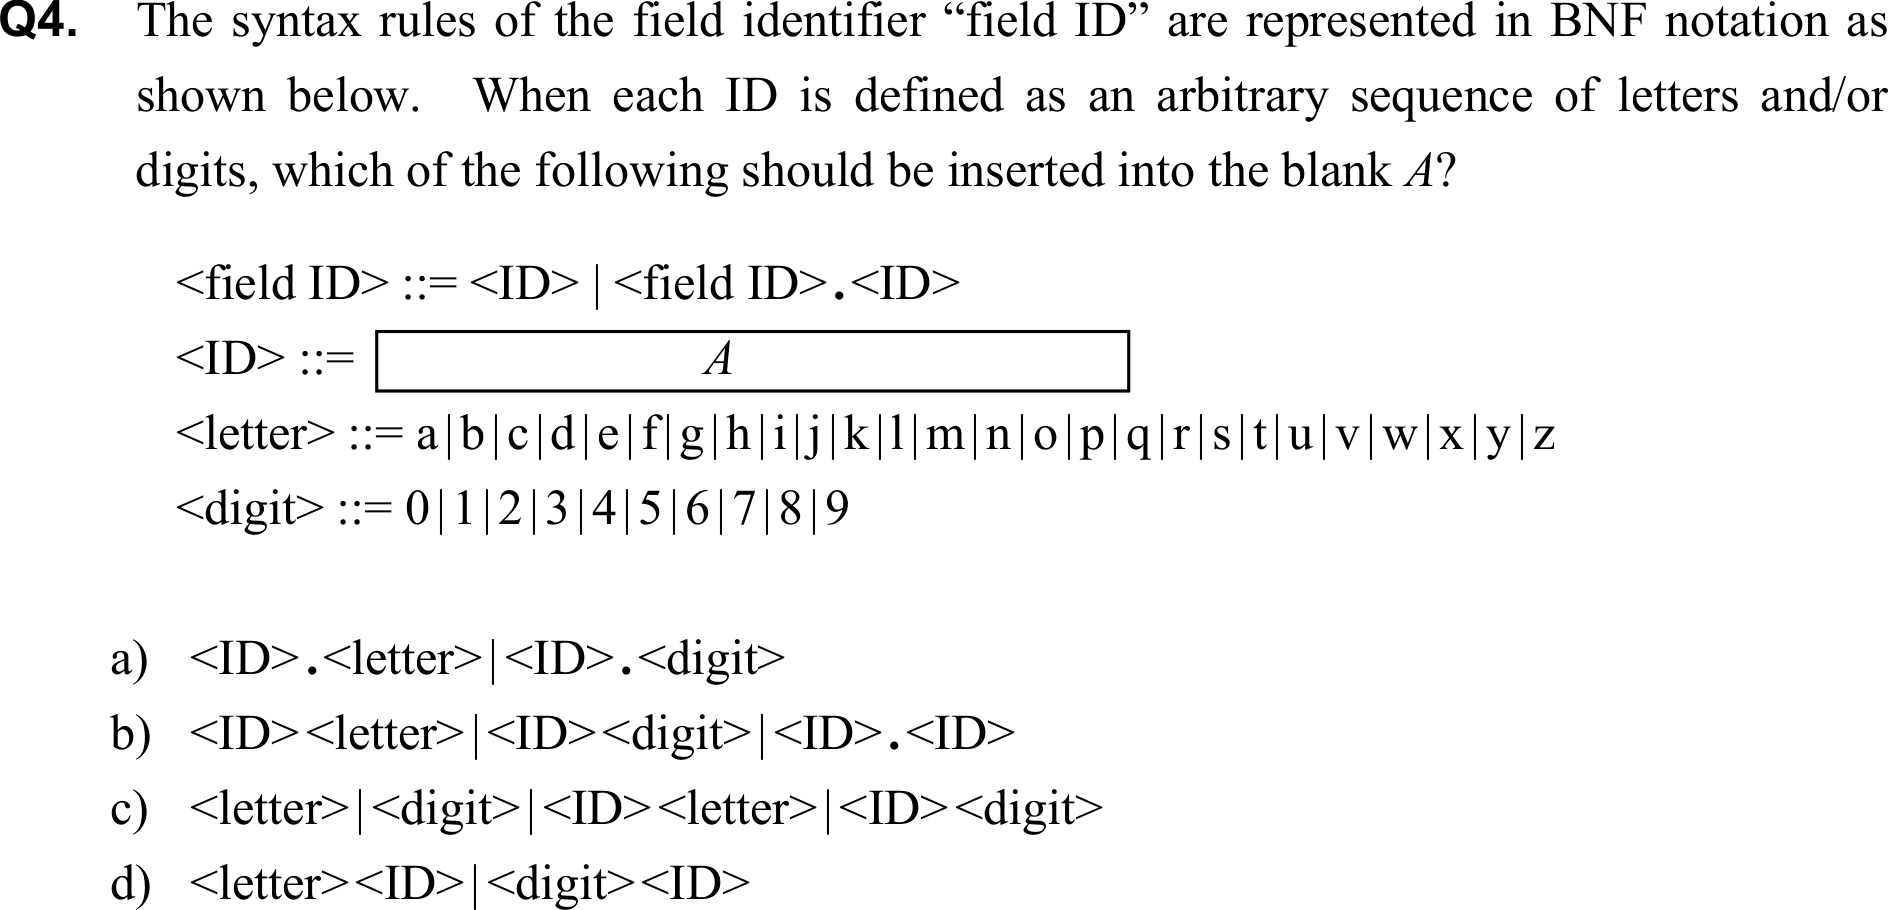 Q4. The syntax rules of the field identifier “field ID” are represented in BNF notation as
shown below. When each ID is defined as an arbitrary sequence of letters and/or
digits, which of the following should be inserted into the blank A?
<field ID> ::= <ID> | <field ID>.<ID>
<ID> ::= A
<letter> ::= a|b|c|d|e|f|g|h|i|j|k|l|m|n|o|p|q|r|s|t|u|v|w|x|y|z
<digit> ::= 0|1|2|3|4|5|6|7|8|9
a) <ID>.<letter>|<ID>.<digit>
b) <ID><letter>|<ID><digit>|<ID>.<ID>
c) <letter>|<digit>|<ID><letter>|<ID><digit>
d) <letter><ID>|<digit><ID>